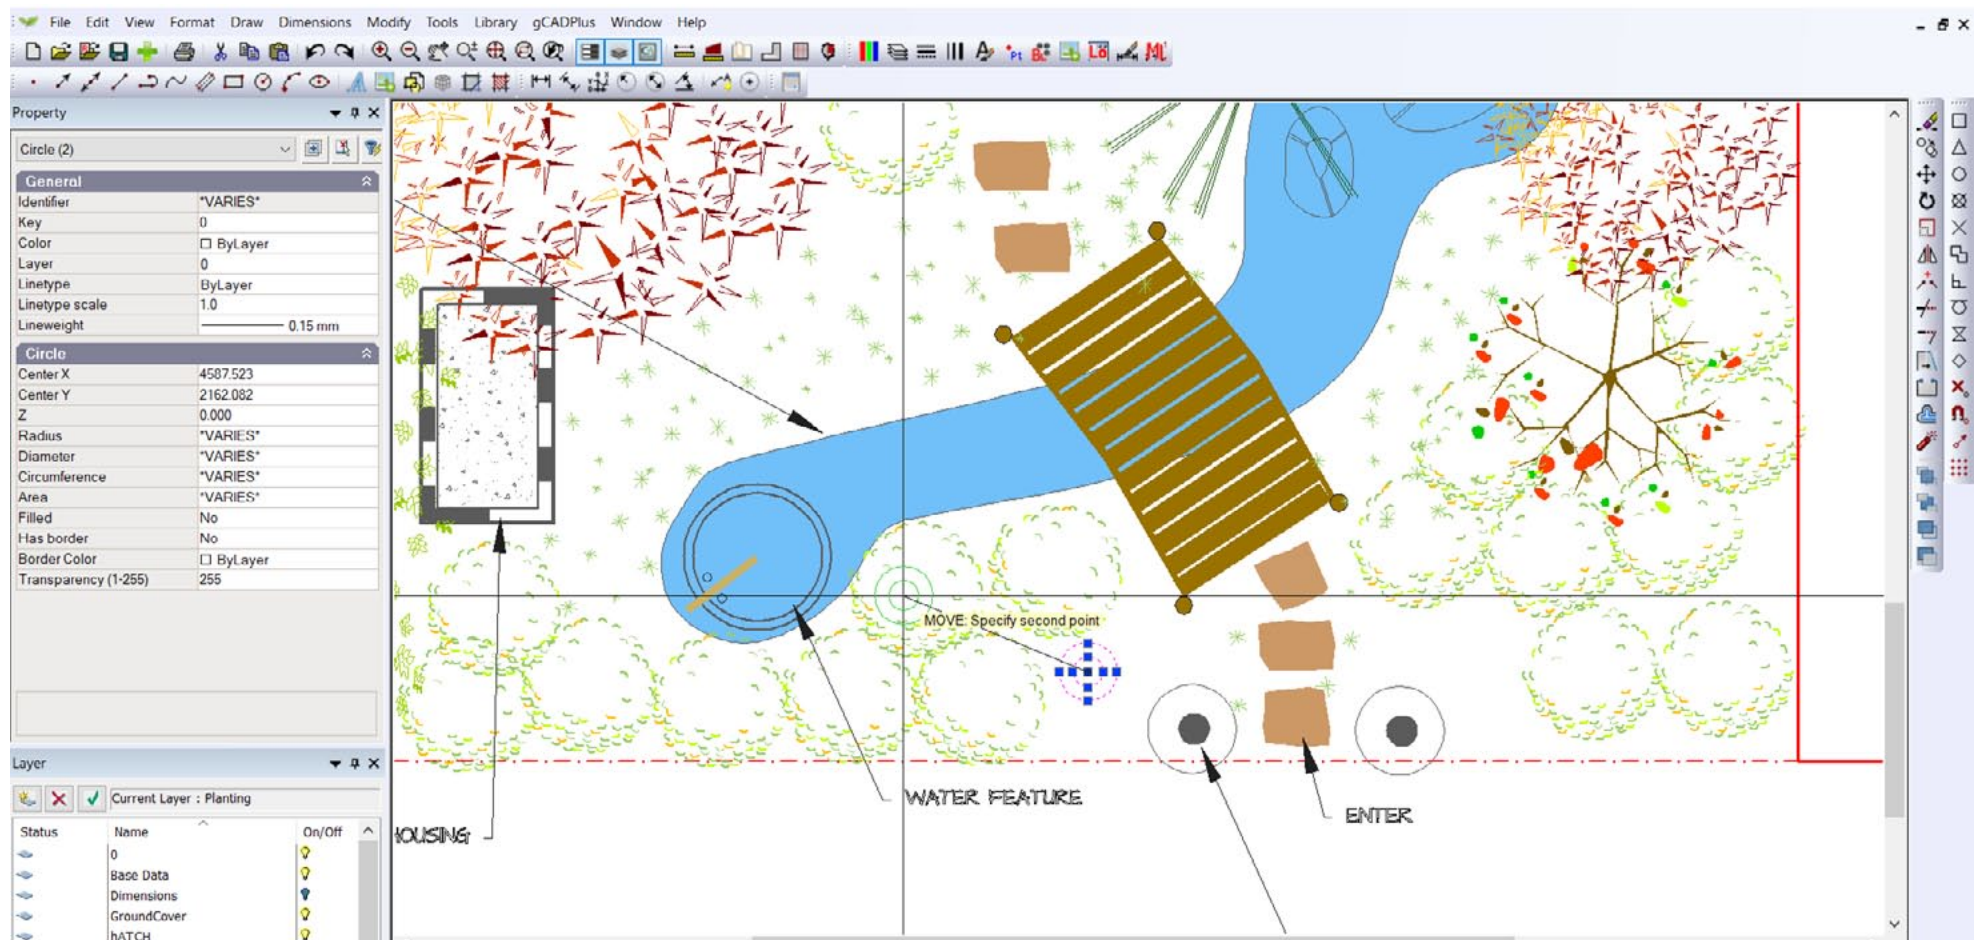 File Edit View Format Draw Dimensions Modify Tools Library gCADPlus Window Help
Property
Circle (2)
General
Identifier *VARIES*
Key 0
Color ByLayer
Layer 0
Linetype ByLayer
Linetype scale 1.0
Lineweight 0.15 mm
Circle
Center X 4587.523
Center Y 2162.082
Z 0.000
Radius *VARIES*
Diameter *VARIES*
Circumference *VARIES*
Area *VARIES*
Filled No
Has border No
Border Color ByLayer
Transparency (1-255) 255
MOVE: Specify second point
WATER FEATURE
ENTER
HOUSING
Layer
Current Layer : Planting
Status Name On/Off
0
Base Data
Dimensions
GroundCover
hATCH